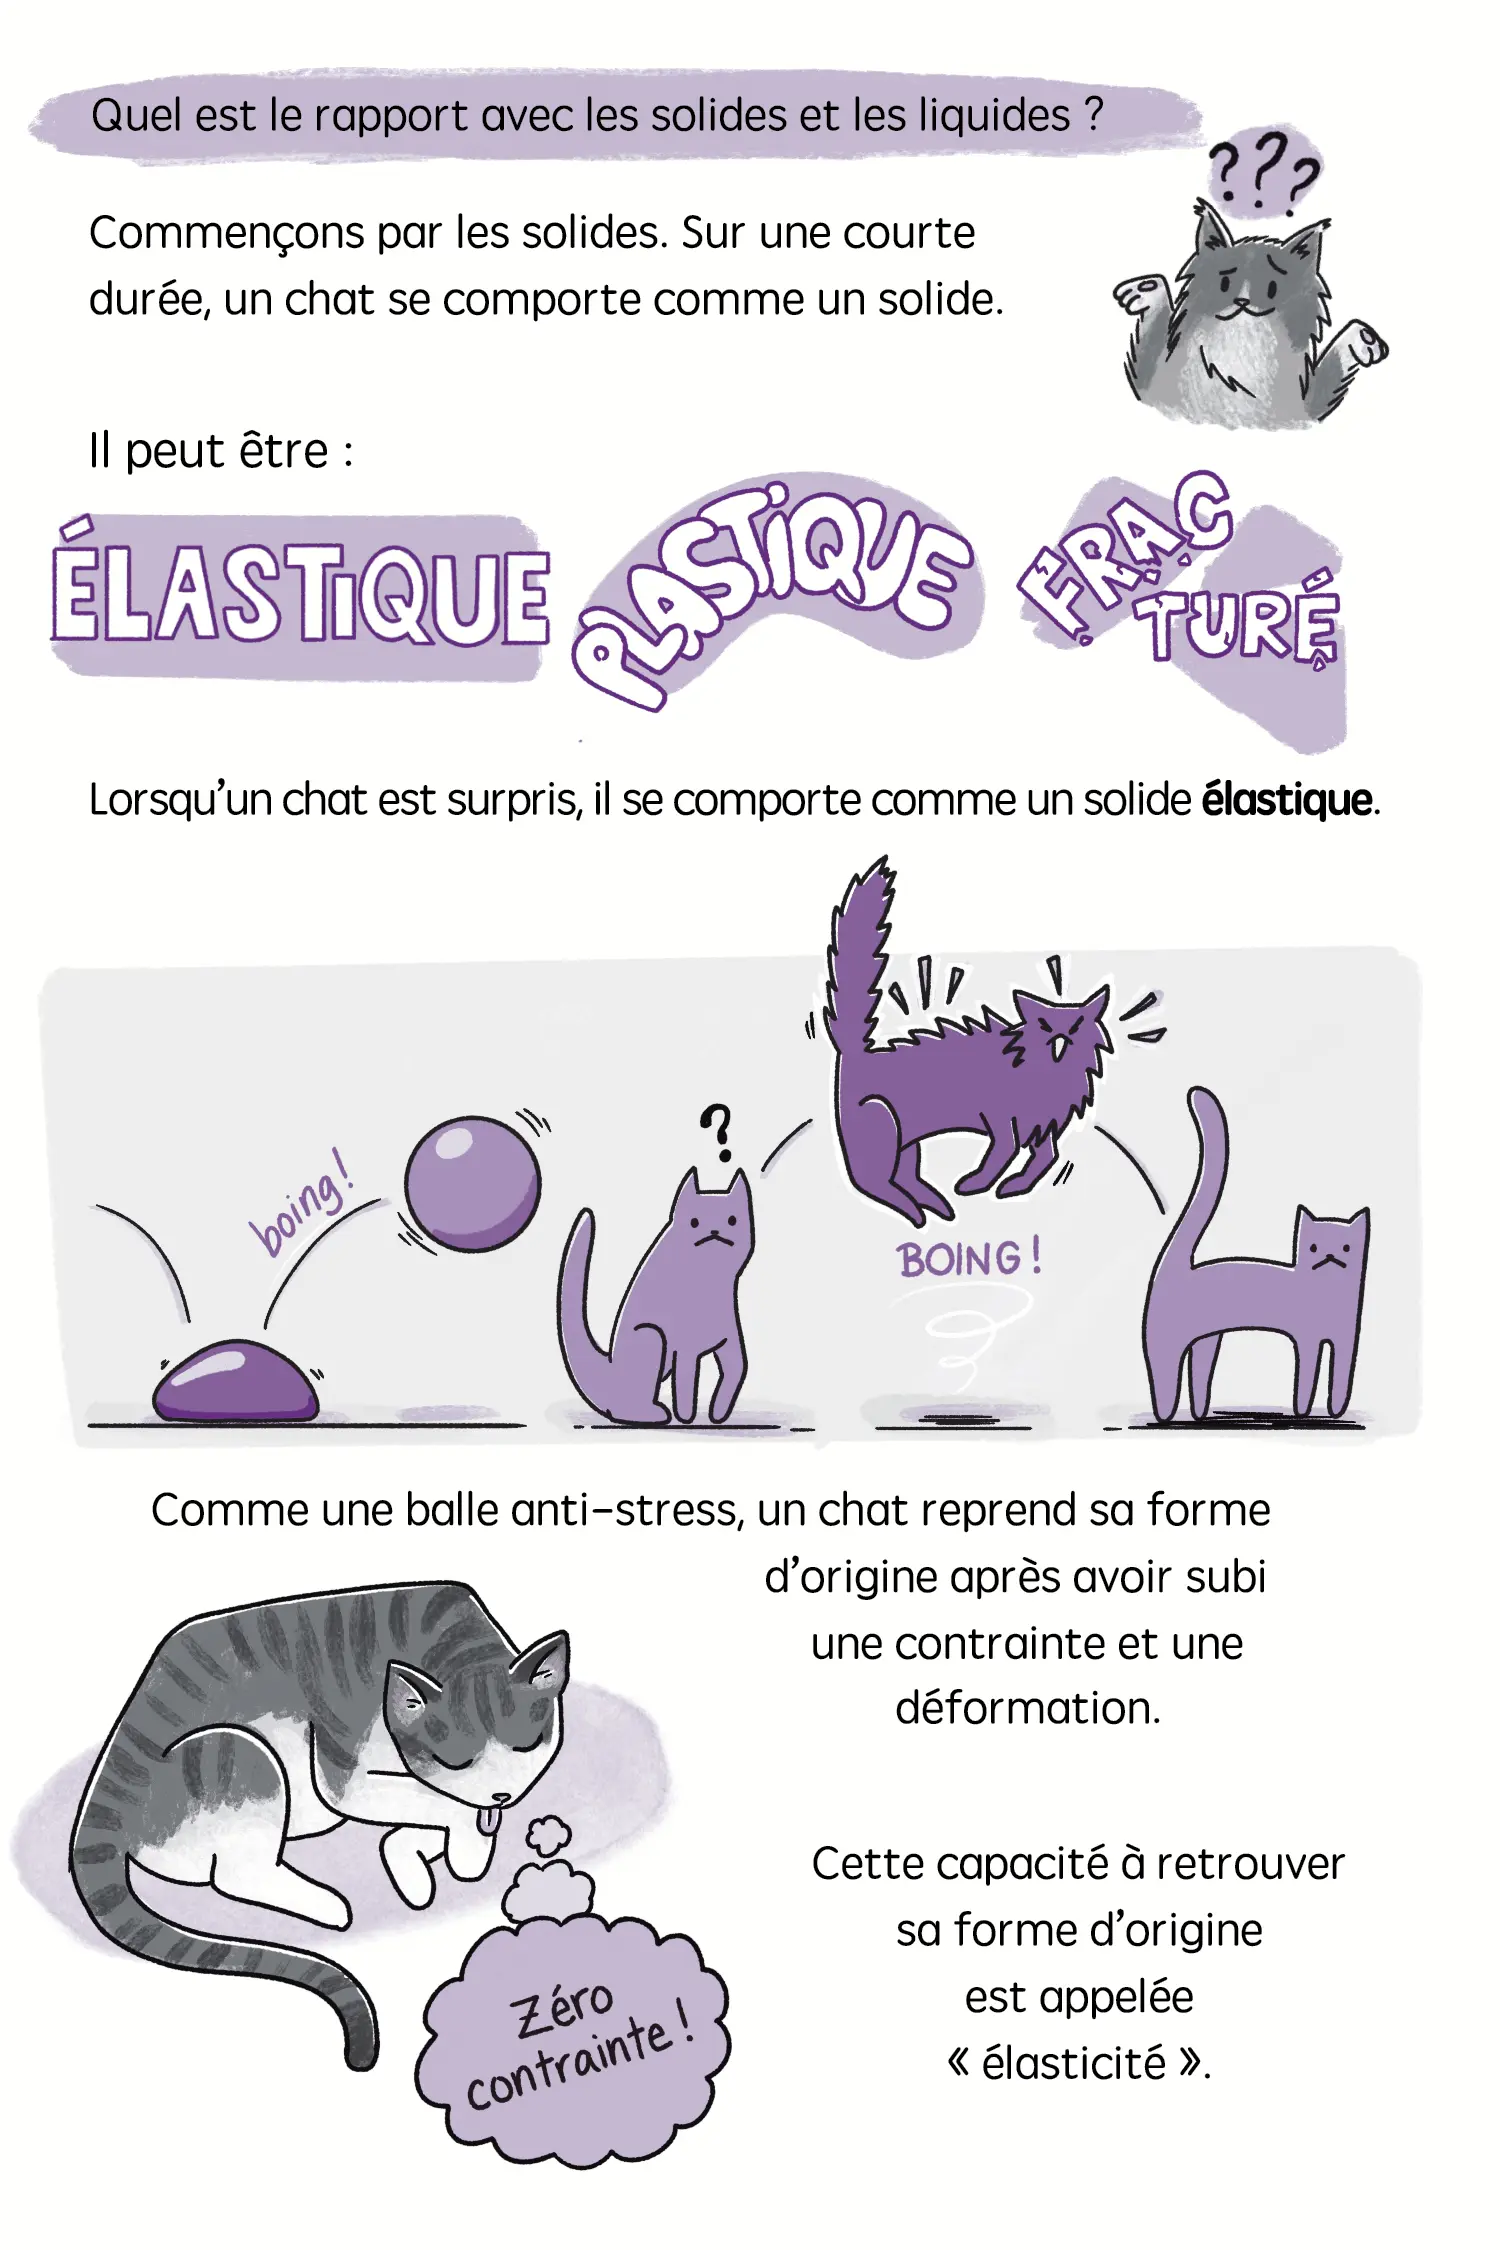 Quel est le rapport avec les solides et les liquides ?
???
Commençons par les solides. Sur une courte
durée, un chat se comporte comme un solide.
Il peut être :
ÉLASTIQUE
PLASTIQUE
FRAC
TURÉ
Lorsqu’un chat est surpris, il se comporte comme un solide élastique.
boing !
?
BOING !
Comme une balle anti-stress, un chat reprend sa forme
d’origine après avoir subi
une contrainte et une
déformation.
Zéro
contrainte !
Cette capacité à retrouver
sa forme d’origine
est appelée
« élasticité ».